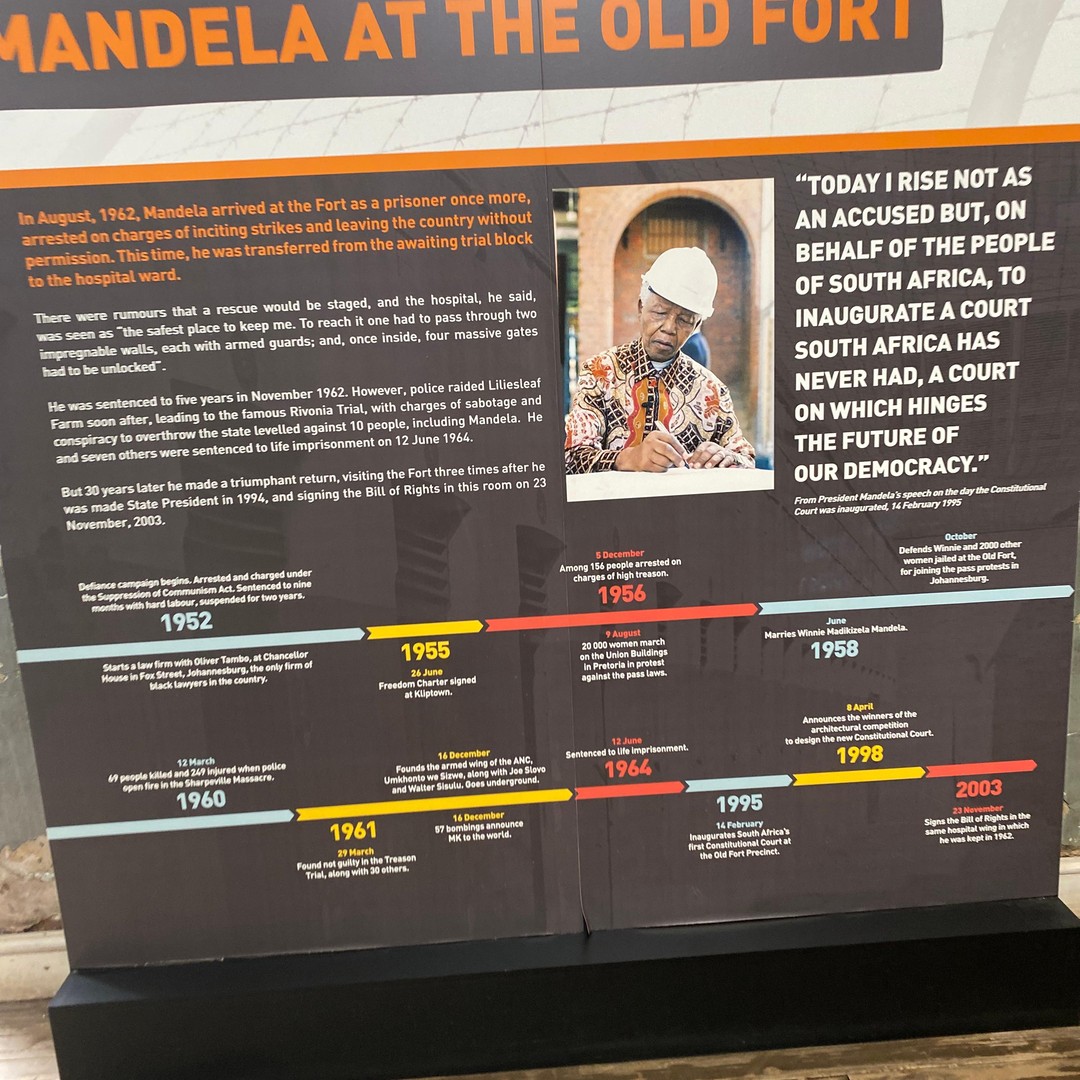 MANDELA AT THE OLD FORT
In August, 1962, Mandela arrived at the Fort as a prisoner once more,
arrested on charges of inciting strikes and leaving the country without
permission. This time, he was transferred from the awaiting trial block
to the hospital ward.
There were rumours that a rescue would be staged, and the hospital, he said,
was seen as "the safest place to keep me. To reach it one had to pass through two
impregnable walls, each with armed guards; and, once inside, four massive gates
had to be unlocked".
He was sentenced to five years in November 1962. However, police raided Liliesleaf
Farm soon after, leading to the famous Rivonia Trial, with charges of sabotage and
conspiracy to overthrow the state levelled against 10 people, including Mandela. He
and seven others were sentenced to life imprisonment on 12 June 1964.
But 30 years later he made a triumphant return, visiting the Fort three times after he
was made State President in 1994, and signing the Bill of Rights in this room on 23
November, 2003.
"TODAY I RISE NOT AS
AN ACCUSED BUT, ON
BEHALF OF THE PEOPLE
OF SOUTH AFRICA, TO
INAUGURATE A COURT
SOUTH AFRICA HAS
NEVER HAD, A COURT
ON WHICH HINGES
THE FUTURE OF
OUR DEMOCRACY."
From President Mandela's speech on the day the Constitutional
Court was inaugurated, 14 February 1995
Defiance campaign begins. Arrested and charged under
the Suppression of Communism Act. Sentenced to nine
months with hard labour, suspended for two years.
1952
Starts a law firm with Oliver Tambo, at Chancellor
House in Fox Street, Johannesburg, the only firm of
black lawyers in the country.
1955
26 June
Freedom Charter signed
at Kliptown.
5 December
Among 156 people arrested on
charges of high treason.
1956
9 August
20 000 women march
on the Union Buildings
in Pretoria in protest
against the pass laws.
October
Defends Winnie and 2000 other
women jailed at the Old Fort,
for joining the pass protests in
Johannesburg.
June
Marries Winnie Madikizela Mandela.
1958
12 March
69 people killed and 249 injured when police
open fire in the Sharpeville Massacre.
1960
16 December
Founds the armed wing of the ANC,
Umkhonto we Sizwe, along with Joe Slovo
and Walter Sisulu. Goes underground.
1961
29 March
Found not guilty in the Treason
Trial, along with 30 others.
16 December
57 bombings announce
MK to the world.
12 June
Sentenced to life imprisonment.
1964
1995
14 February
Inaugurates South Africa's
first Constitutional Court at
the Old Fort Precinct.
8 April
Announces the winners of the
architectural competition
to design the new Constitutional Court.
1998
2003
23 November
Signs the Bill of Rights in the
same hospital wing in which
he was kept in 1962.